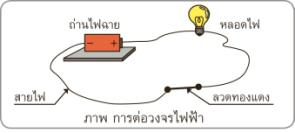 ถ่านไฟฉาย
หลอดไฟ
- +
สายไฟ
ลวดทองแดง
ภาพ การต่อวงจรไฟฟ้า